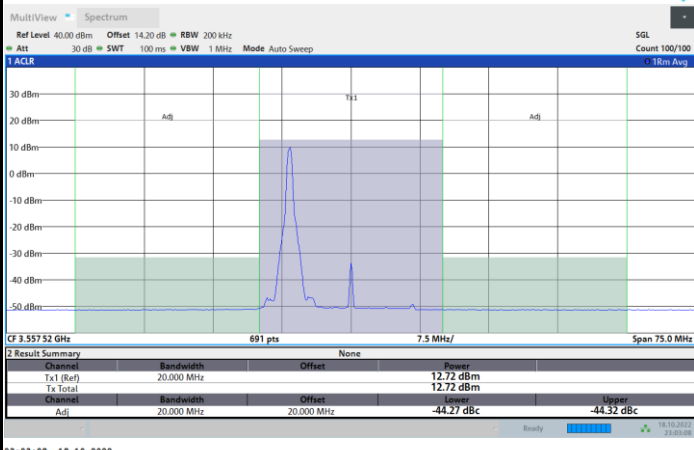 MultiView Spectrum
Ref Level 40.00 dBm Offset 14.20 dB RBW 200 kHz SGL
Att 30 dB SWT 100 ms VBW 1 MHz Mode Auto Sweep Count 100/100
1 ACLR 1Rm Avg
30 dBm
Tx1
20 dBm Adj Adj
10 dBm
0 dBm
-10 dBm
-20 dBm
-30 dBm
-40 dBm
-50 dBm
CF 3.557 52 GHz 691 pts 7.5 MHz/ Span 75.0 MHz
2 Result Summary None
Channel Bandwidth Offset Power
Tx1 (Ref) 20.000 MHz 12.72 dBm
Tx Total 12.72 dBm
Channel Bandwidth Offset Lower Upper
Adj 20.000 MHz 20.000 MHz -44.27 dBc -44.32 dBc
Ready 18.10.2022
23:03:08